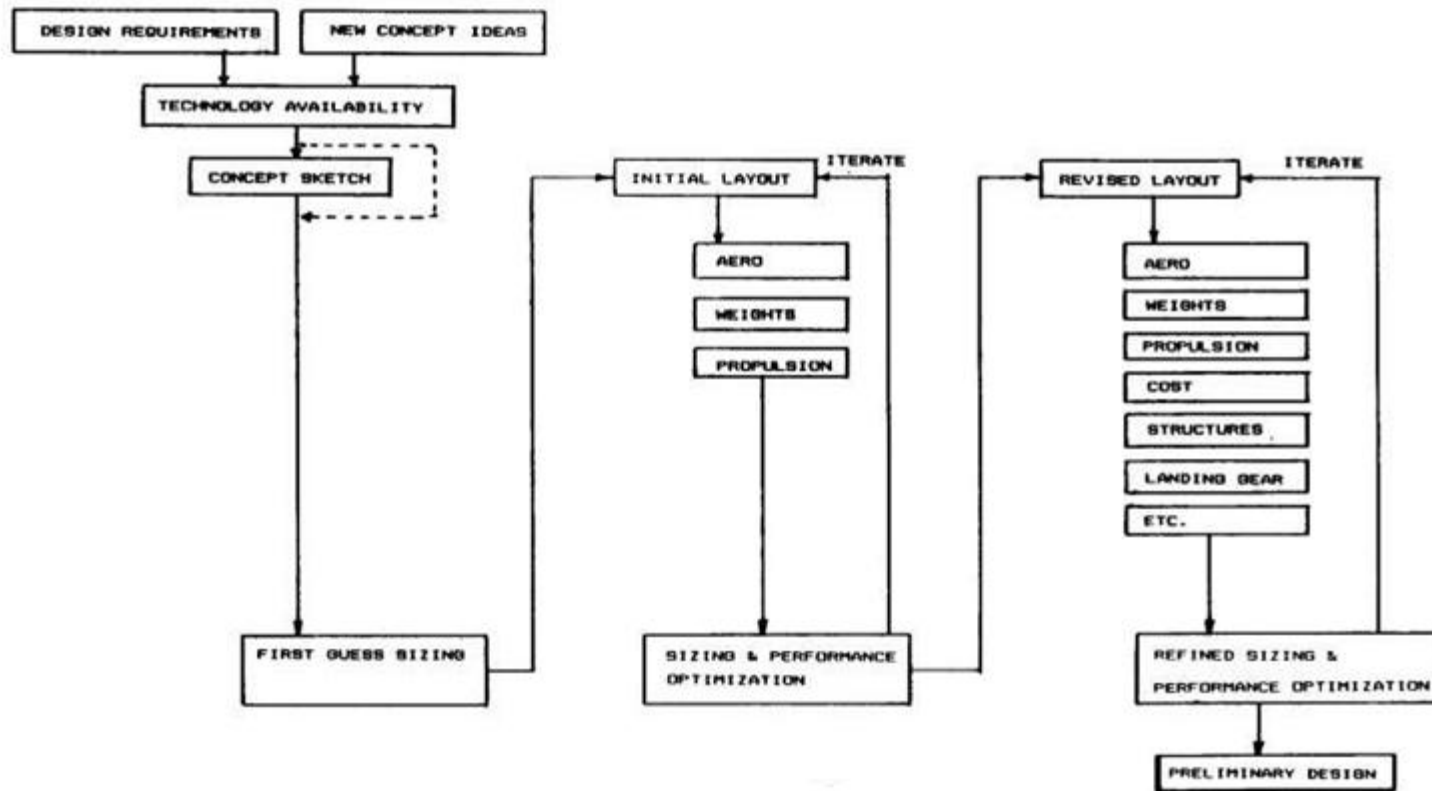 DESIGN REQUIREMENTS
NEW CONCEPT IDEAS
TECHNOLOGY AVAILABILITY
CONCEPT SKETCH
FIRST GUESS SIZING
INITIAL LAYOUT
ITERATE
AERO
WEIGHTS
PROPULSION
SIZING & PERFORMANCE
OPTIMIZATION
REVISED LAYOUT
ITERATE
AERO
WEIGHTS
PROPULSION
COST
STRUCTURES
LANDING GEAR
ETC.
REFINED SIZING &
PERFORMANCE OPTIMIZATION
PRELIMINARY DESIGN